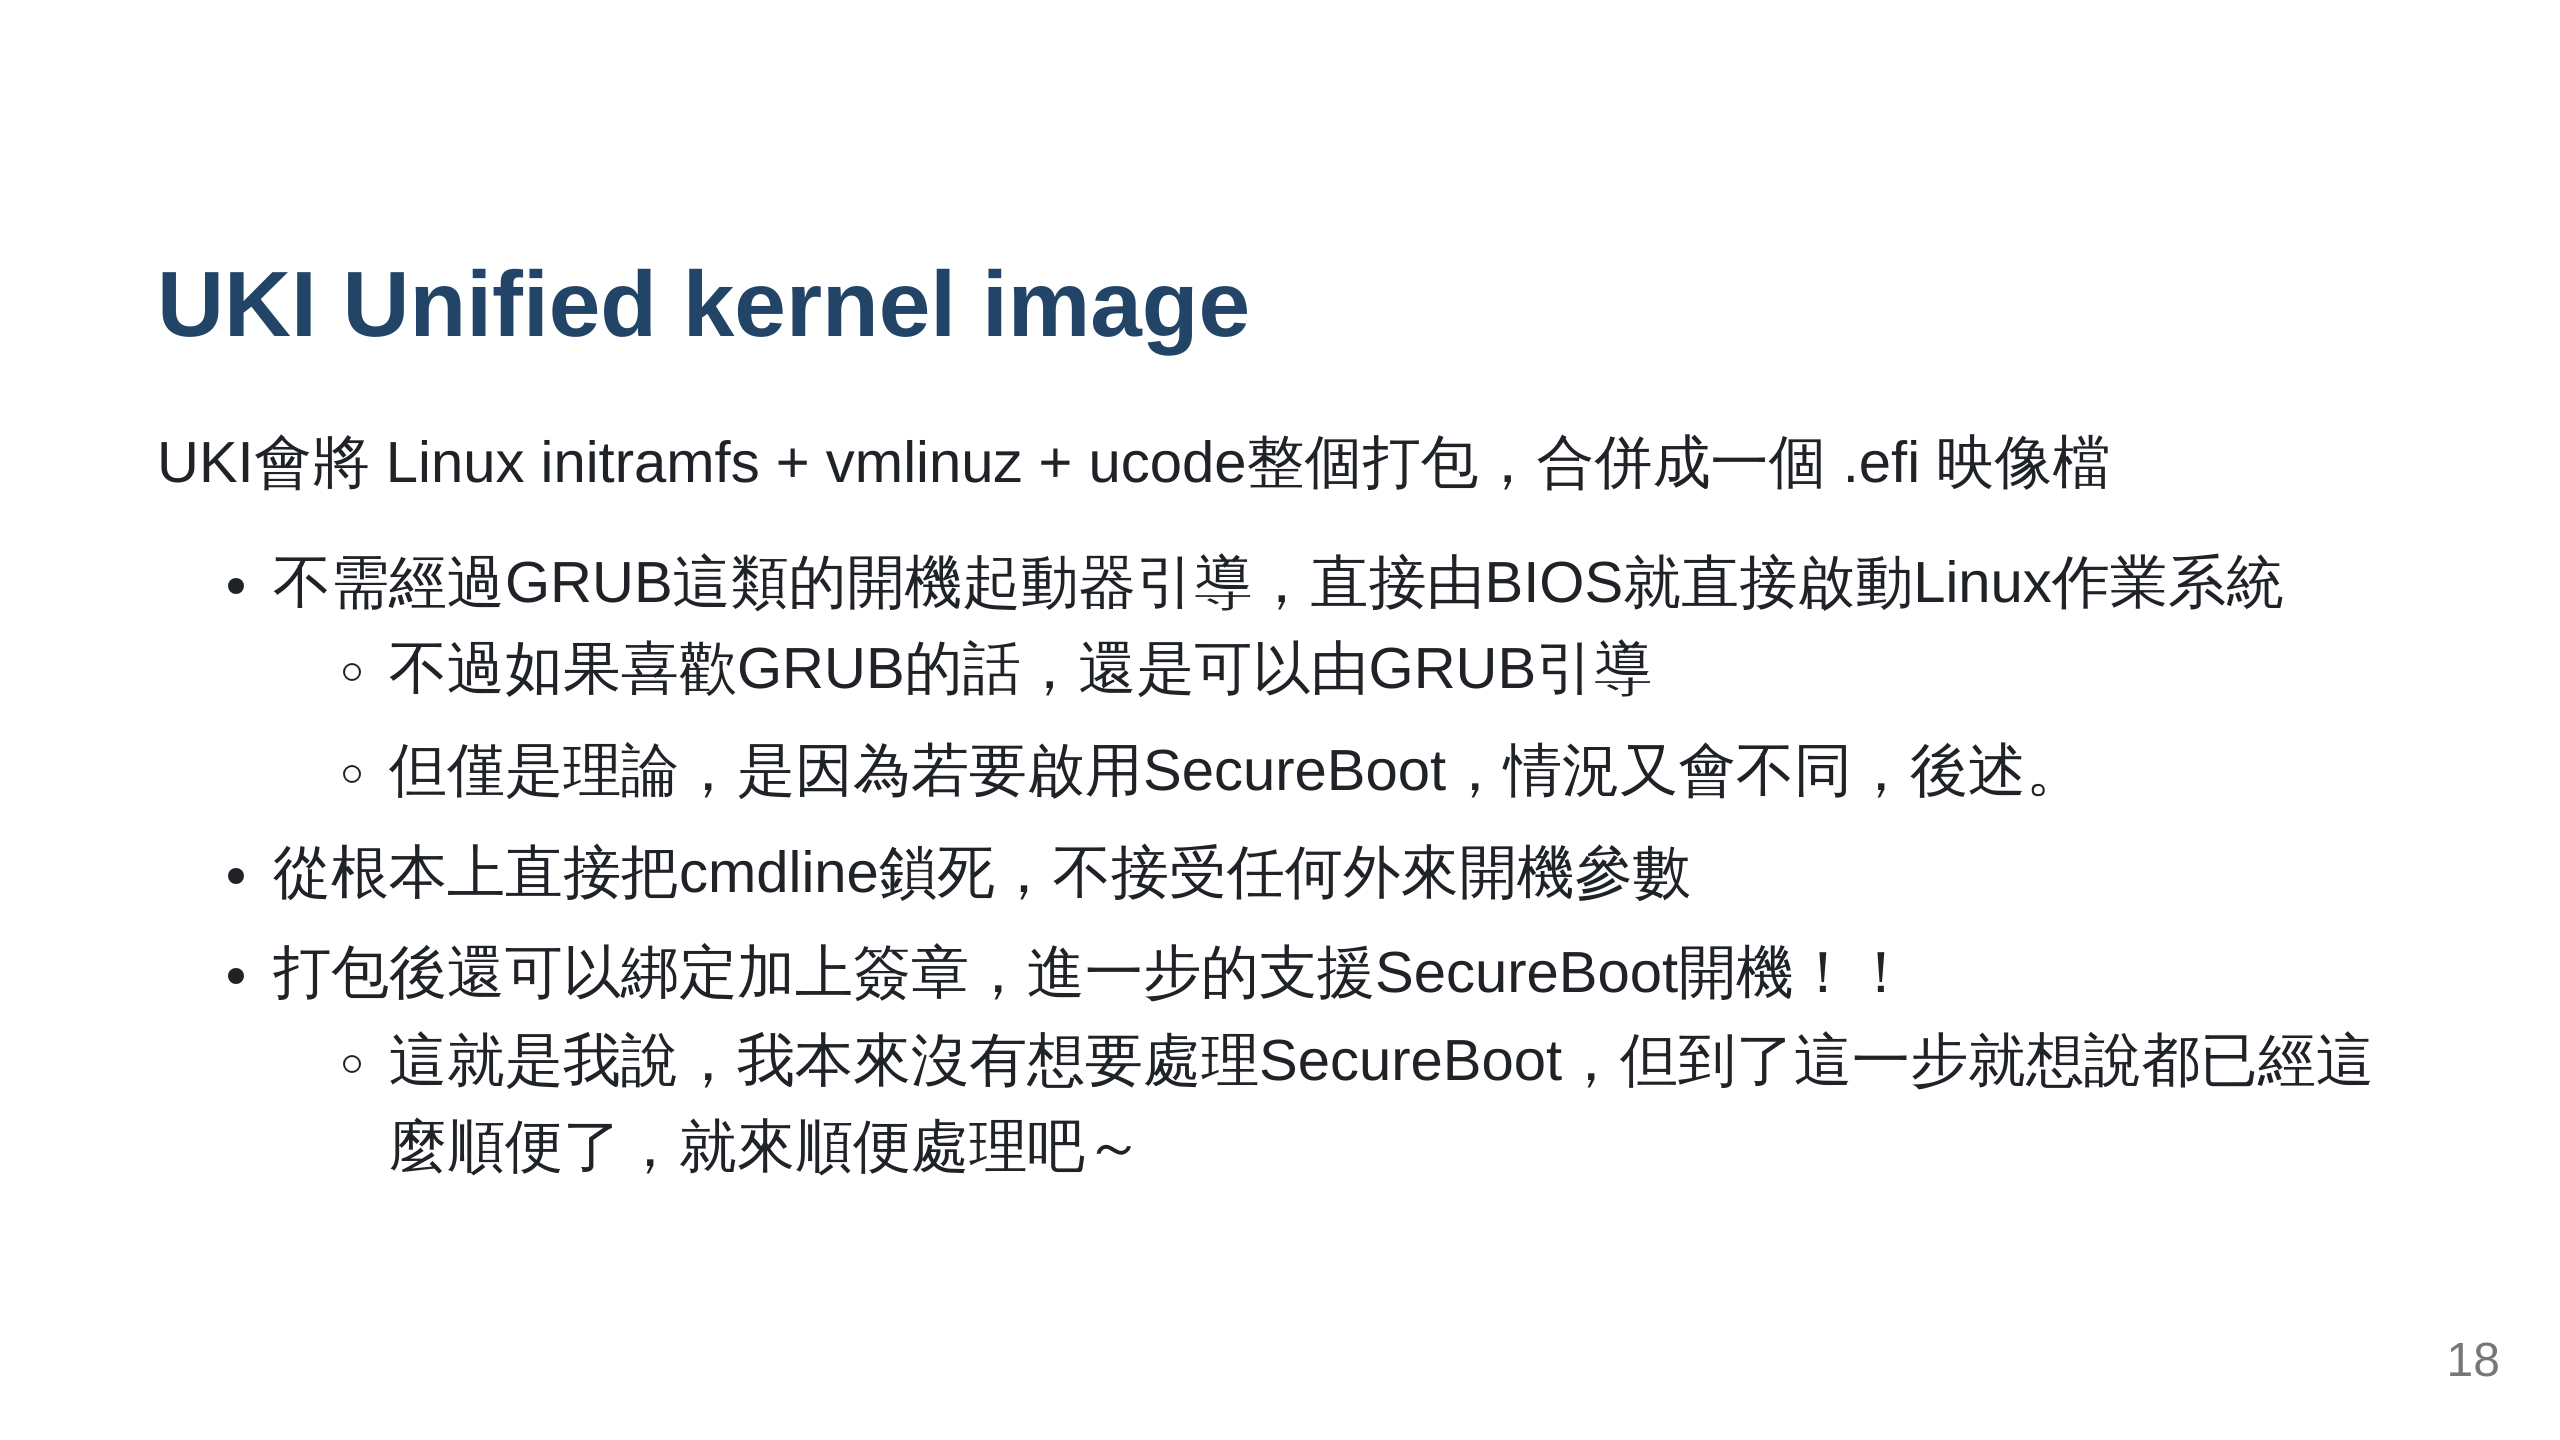 UKI Unified kernel image
UKI會將 Linux initramfs + vmlinuz + ucode整個打包，合併成一個 .efi 映像檔
不需經過GRUB這類的開機起動器引導，直接由BIOS就直接啟動Linux作業系統
不過如果喜歡GRUB的話，還是可以由GRUB引導
但僅是理論，是因為若要啟用SecureBoot，情況又會不同，後述。
從根本上直接把cmdline鎖死，不接受任何外來開機參數
打包後還可以綁定加上簽章，進一步的支援SecureBoot開機！！
這就是我說，我本來沒有想要處理SecureBoot，但到了這一步就想說都已經這
麼順便了，就來順便處理吧～
18